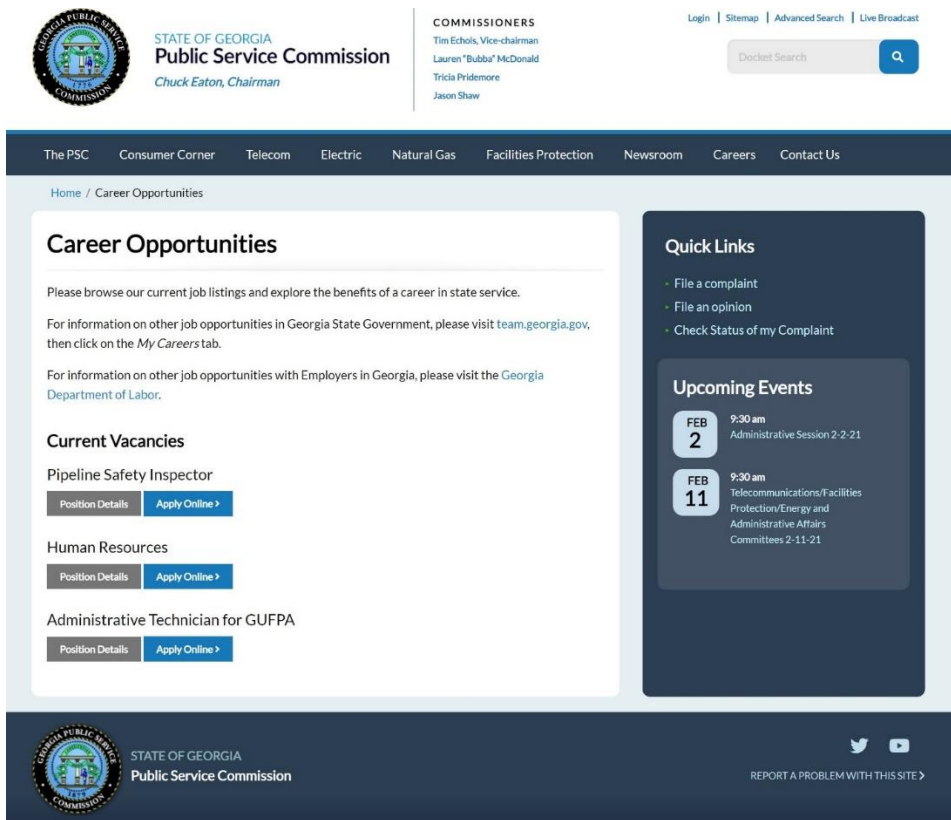 GEORGIA PUBLIC SERVICE
COMMISSION
STATE OF GEORGIA
Public Service Commission
Chuck Eaton, Chairman
COMMISSIONERS
Tim Echols, Vice-chairman
Lauren "Bubba" McDonald
Tricia Pridemore
Jason Shaw
Login | Sitemap | Advanced Search | Live Broadcast
Docket Search
The PSC Consumer Corner Telecom Electric Natural Gas Facilities Protection Newsroom Careers Contact Us
Home / Career Opportunities
Career Opportunities
Please browse our current job listings and explore the benefits of a career in state service.
For information on other job opportunities in Georgia State Government, please visit team.georgia.gov,
then click on the My Careers tab.
For information on other job opportunities with Employers in Georgia, please visit the Georgia
Department of Labor.
Current Vacancies
Pipeline Safety Inspector
Position Details Apply Online >
Human Resources
Position Details Apply Online >
Administrative Technician for GUFPA
Position Details Apply Online >
Quick Links
File a complaint
File an opinion
Check Status of my Complaint
Upcoming Events
FEB
2
9:30 am
Administrative Session 2-2-21
FEB
11
9:30 am
Telecommunications/Facilities
Protection/Energy and
Administrative Affairs
Committees 2-11-21
GEORGIA PUBLIC SERVICE
1879
COMMISSION
STATE OF GEORGIA
Public Service Commission
REPORT A PROBLEM WITH THIS SITE >